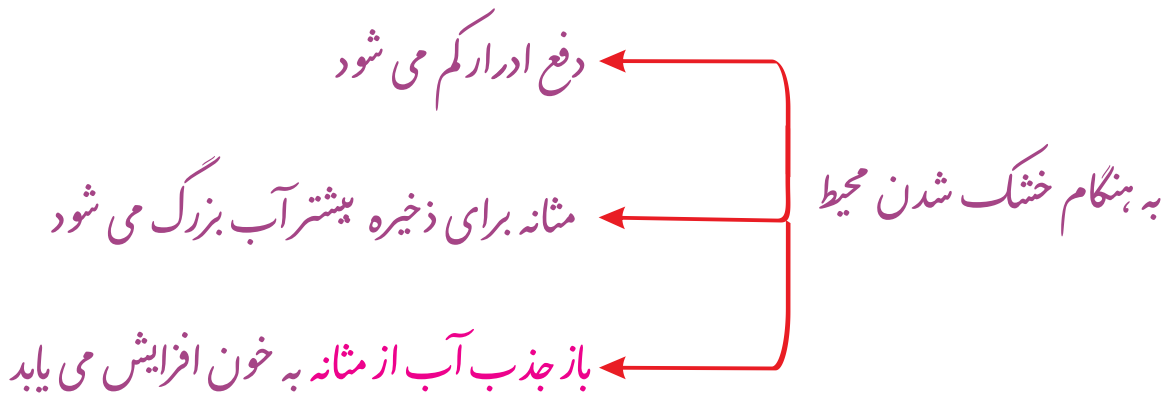 به هنگام خشک شدن محیط
دفع ادرار کم می شود
مثانه برای ذخیره بیشتر آب بزرگ می شود
باز جذب آب از مثانه به خون افزایش می یابد